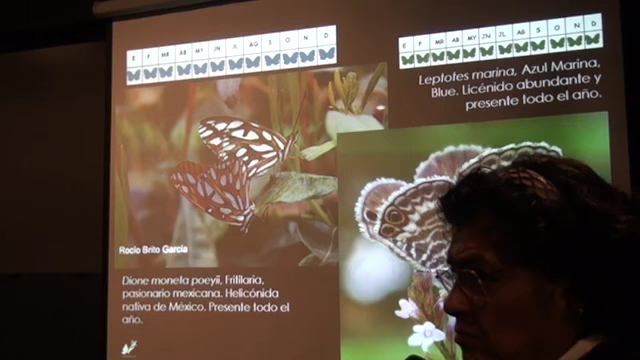 E F MR AB MY JN JL AG S O N D
E F MR AB MY JN JL AG S O N D
Leptotes marina, Azul Marina,
Blue. Licénido abundante y
presente todo el año.
Rocío Brito García
Dione moneta poeyii, Fritilaria,
pasionario mexicana. Helicónida
nativa de México. Presente todo el
año.